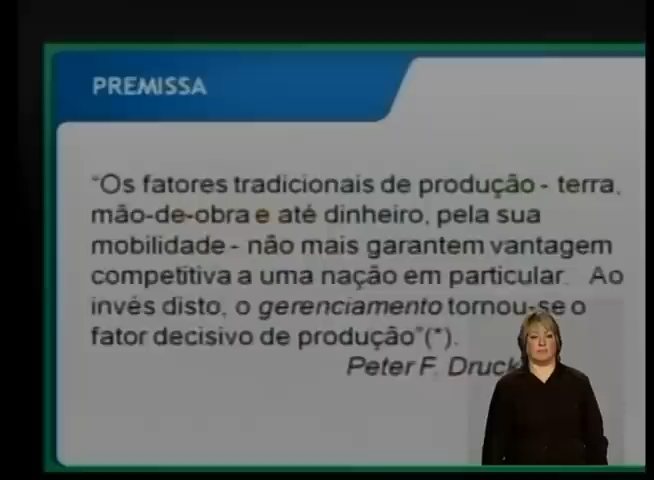 PREMISSA
"Os fatores tradicionais de produção - terra,
mão-de-obra e até dinheiro, pela sua
mobilidade - não mais garantem vantagem
competitiva a uma nação em particular. Ao
invés disto, o gerenciamento tornou-se o
fator decisivo de produção"(*).
Peter F. Druck